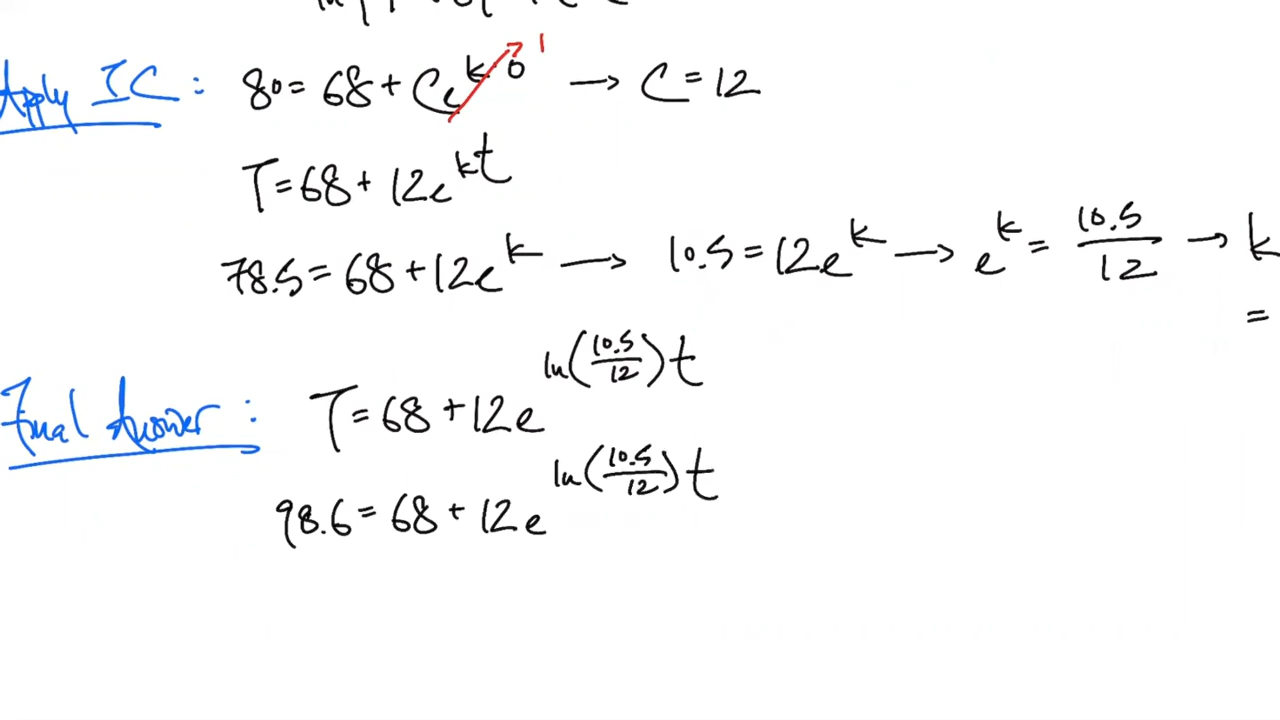 Apply IC: 80 = 68 + Ce^{k·0} 1 → C = 12
T = 68 + 12e^{kt}
78.5 = 68 + 12e^k → 10.5 = 12e^k → e^k = 10.5/12 → k
=
Final Answer: T = 68 + 12e^{ln(10.5/12)t}
98.6 = 68 + 12e^{ln(10.5/12)t}